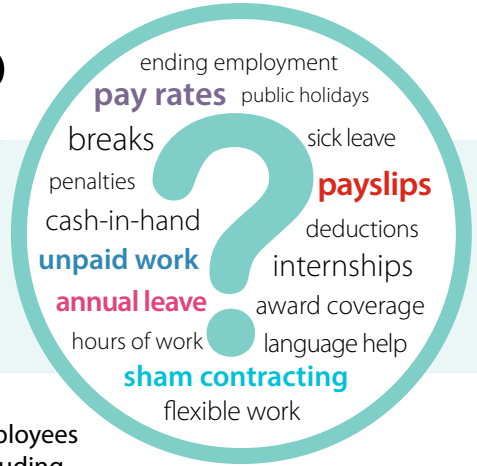 ending employment
pay rates public holidays
breaks sick leave
penalties payslips
cash-in-hand deductions
unpaid work internships
annual leave award coverage
hours of work language help
sham contracting
flexible work
?